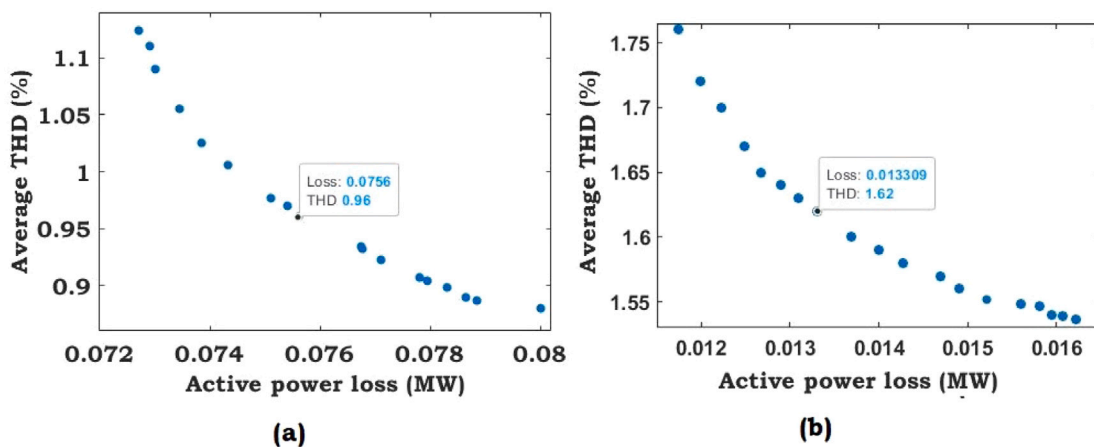 Average THD (%)
1.1
1.05
1
0.95
0.9
Loss: 0.0756
THD 0.96
0.072 0.074 0.076 0.078 0.08
Active power loss (MW)
(a)
Average THD (%)
1.75
1.7
1.65
1.6
1.55
Loss: 0.013309
THD: 1.62
0.012 0.013 0.014 0.015 0.016
Active power loss (MW)
(b)